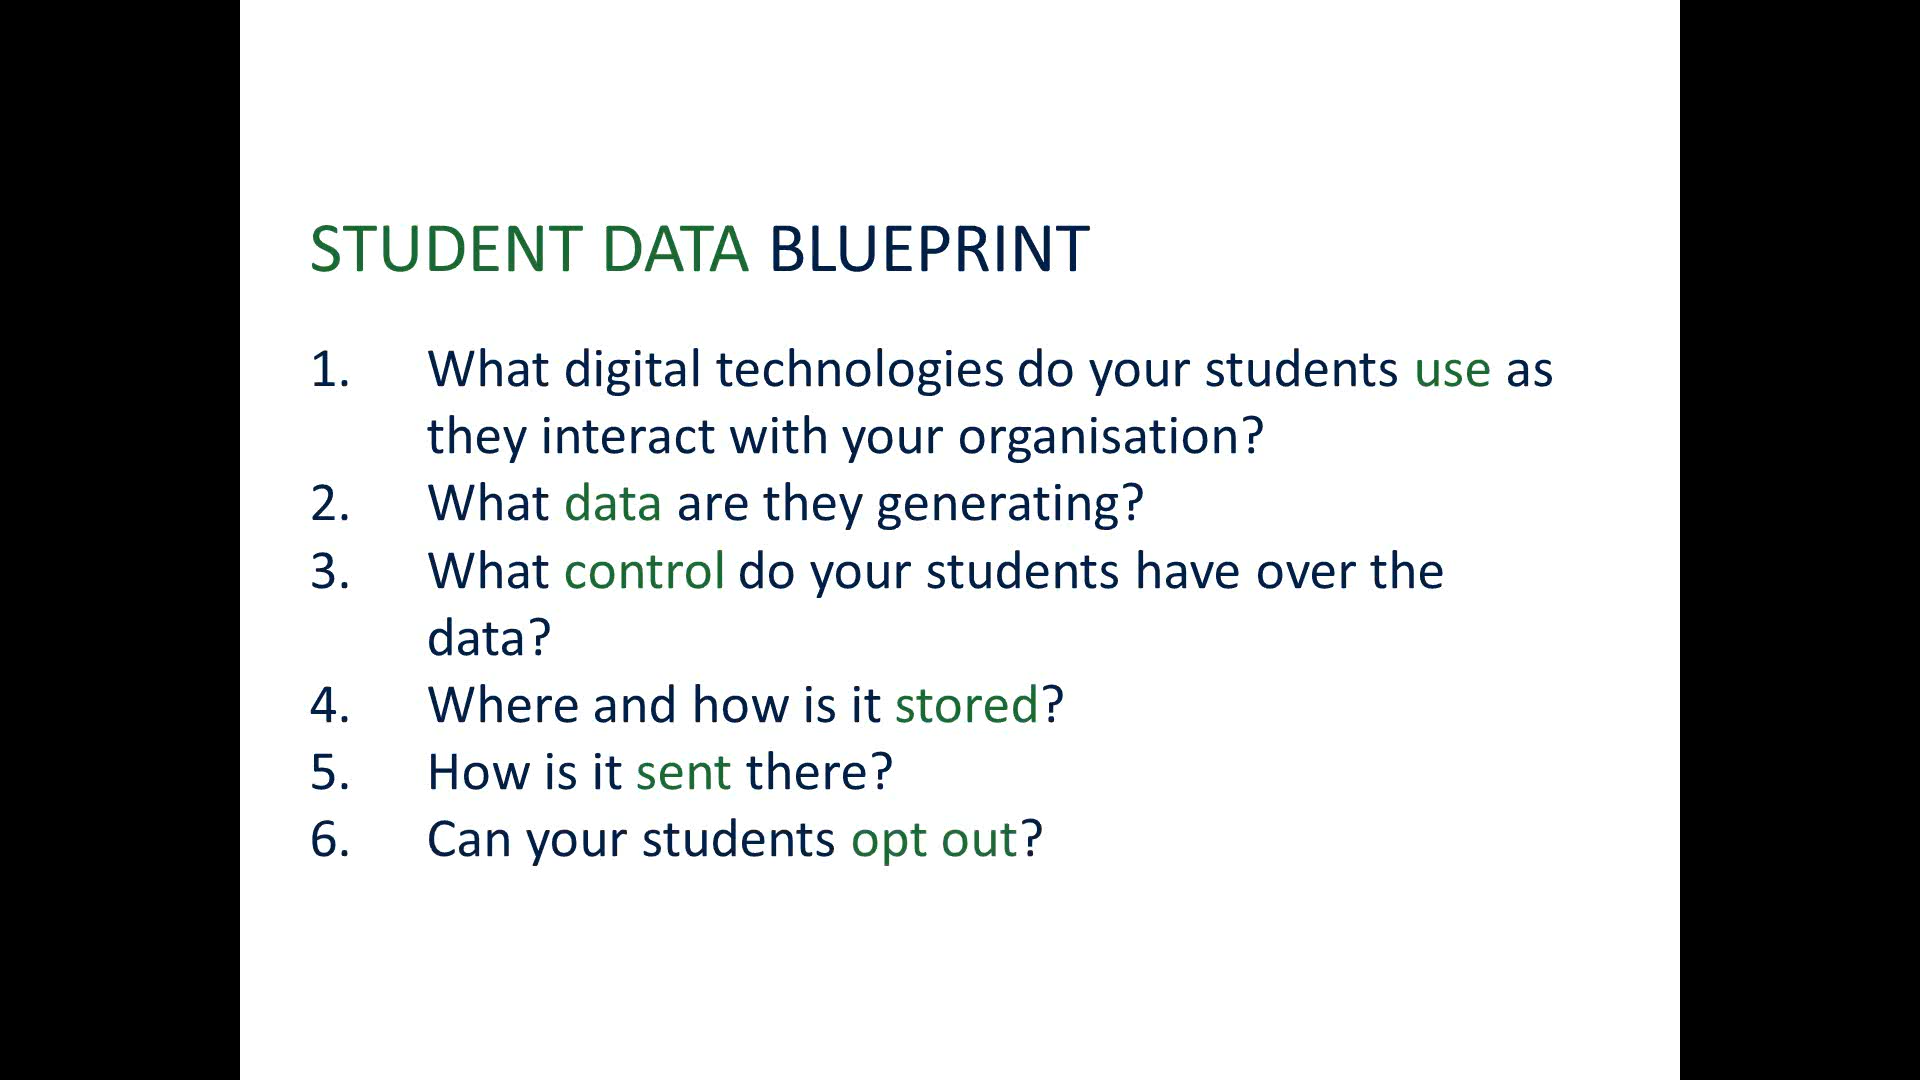 STUDENT DATA BLUEPRINT
1. What digital technologies do your students use as
they interact with your organisation?
2. What data are they generating?
3. What control do your students have over the
data?
4. Where and how is it stored?
5. How is it sent there?
6. Can your students opt out?